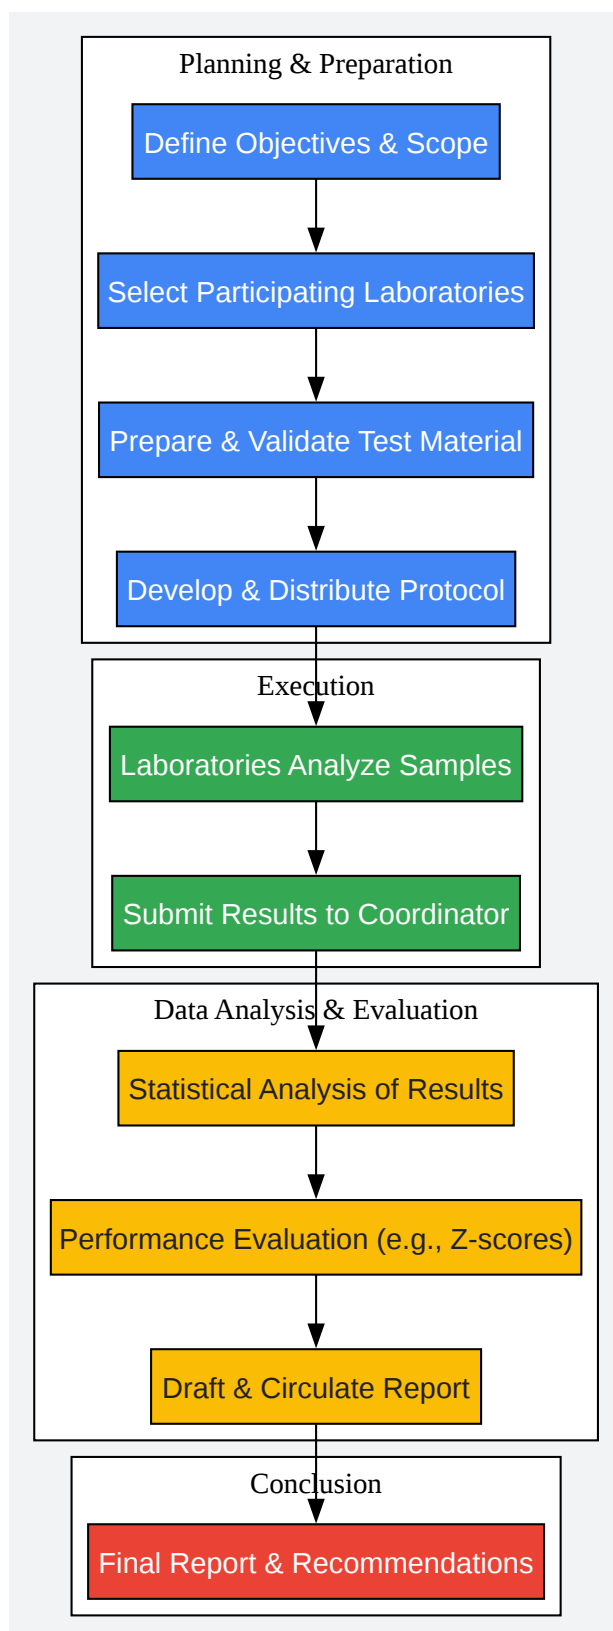 Planning & Preparation
Define Objectives & Scope
Select Participating Laboratories
Prepare & Validate Test Material
Develop & Distribute Protocol
Execution
Laboratories Analyze Samples
Submit Results to Coordinator
Data Analysis & Evaluation
Statistical Analysis of Results
Performance Evaluation (e.g., Z-scores)
Draft & Circulate Report
Conclusion
Final Report & Recommendations